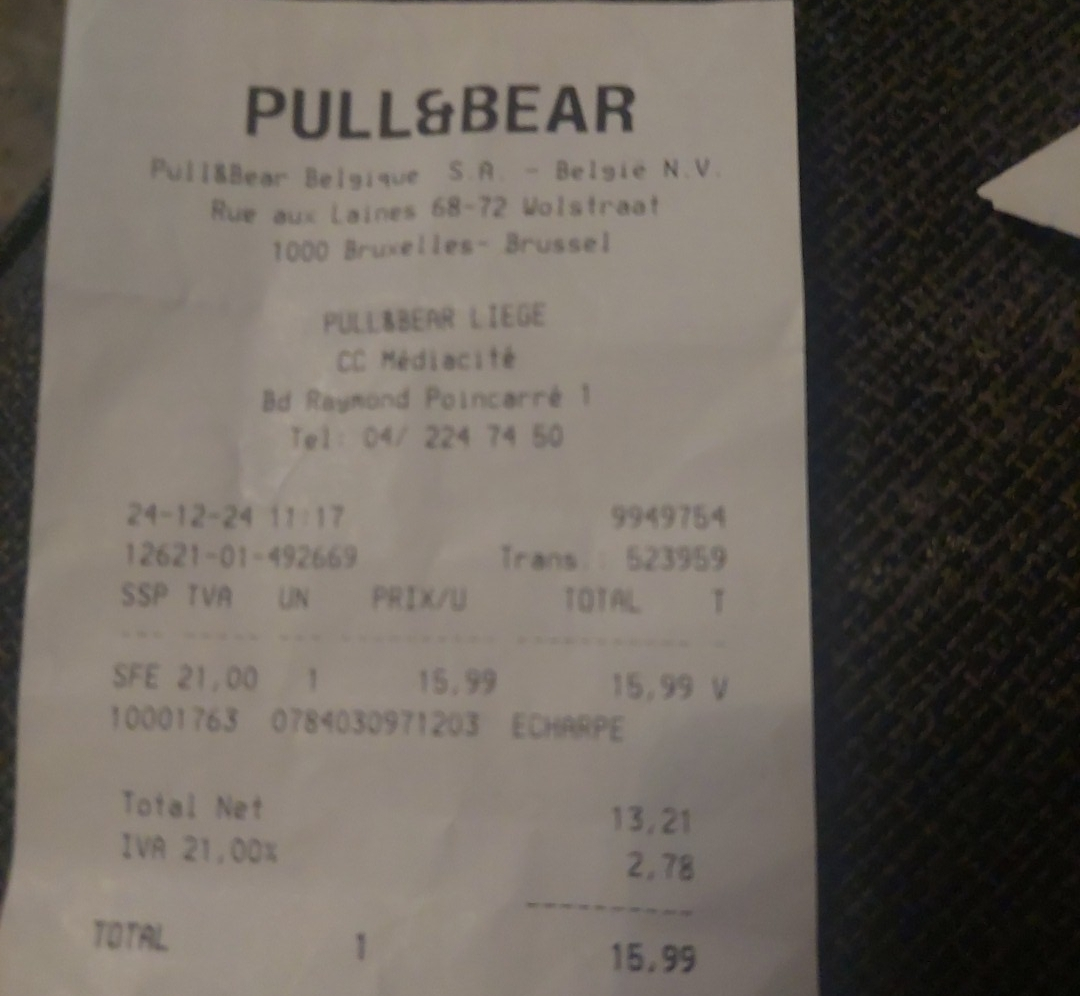 PULL&BEAR
Pull&Bear Belgique S.A. - Belgie N.V.
Rue aux Laines 68-72 Wolstraat
1000 Bruxelles- Brussel
PULL&BEAR LIEGE
CC Médiacité
Bd Raymond Poincarré 1
Tel: 04/ 224 74 50
24-12-24 11:17 9949754
12621-01-492669 Trans.: 523959
SSP TVA UN PRIX/U TOTAL T
SFE 21,00 1 15,99 15,99 V
10001763 0784030971203 ECHARPE
Total Net 13,21
IVA 21,00% 2,78
TOTAL 1 15,99